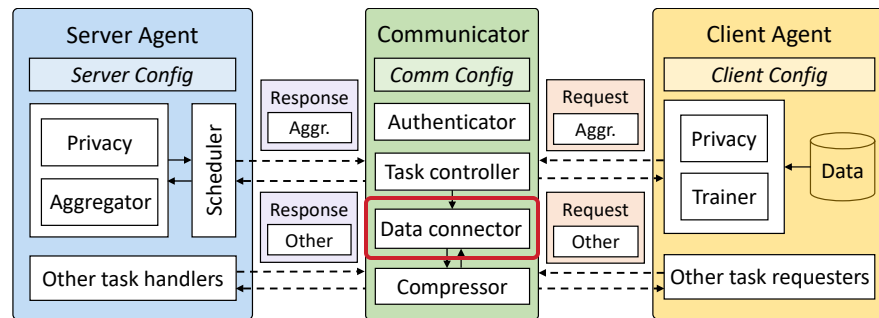 Server Agent
Server Config
Privacy
Aggregator
Scheduler
Other task handlers
Response
Aggr.
Response
Other
Communicator
Comm Config
Authenticator
Task controller
Data connector
Compressor
Request
Aggr.
Request
Other
Client Agent
Client Config
Privacy
Trainer
Data
Other task requesters